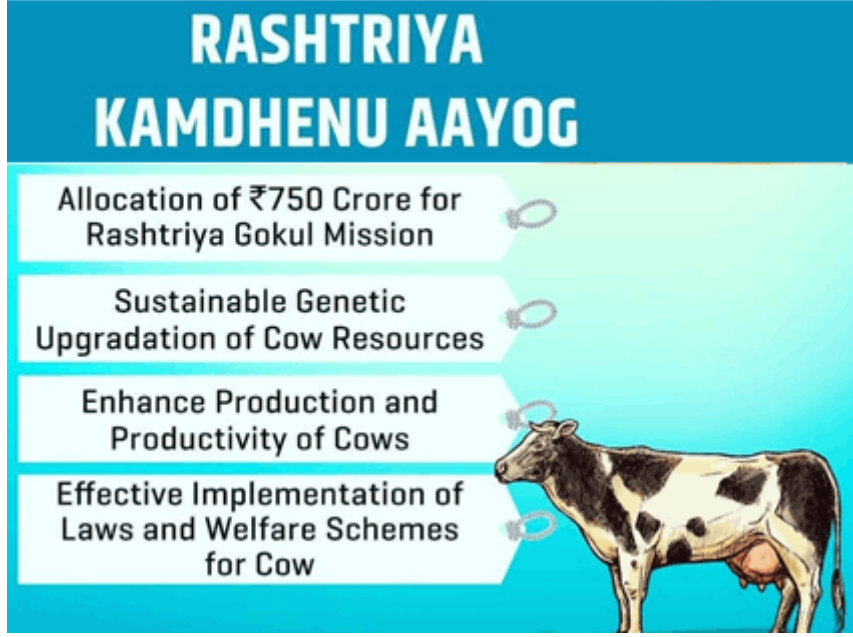 RASHTRIYA
KAMDHENU AAYOG
Allocation of ₹750 Crore for
Rashtriya Gokul Mission
Sustainable Genetic
Upgradation of Cow Resources
Enhance Production and
Productivity of Cows
Effective Implementation of
Laws and Welfare Schemes
for Cow